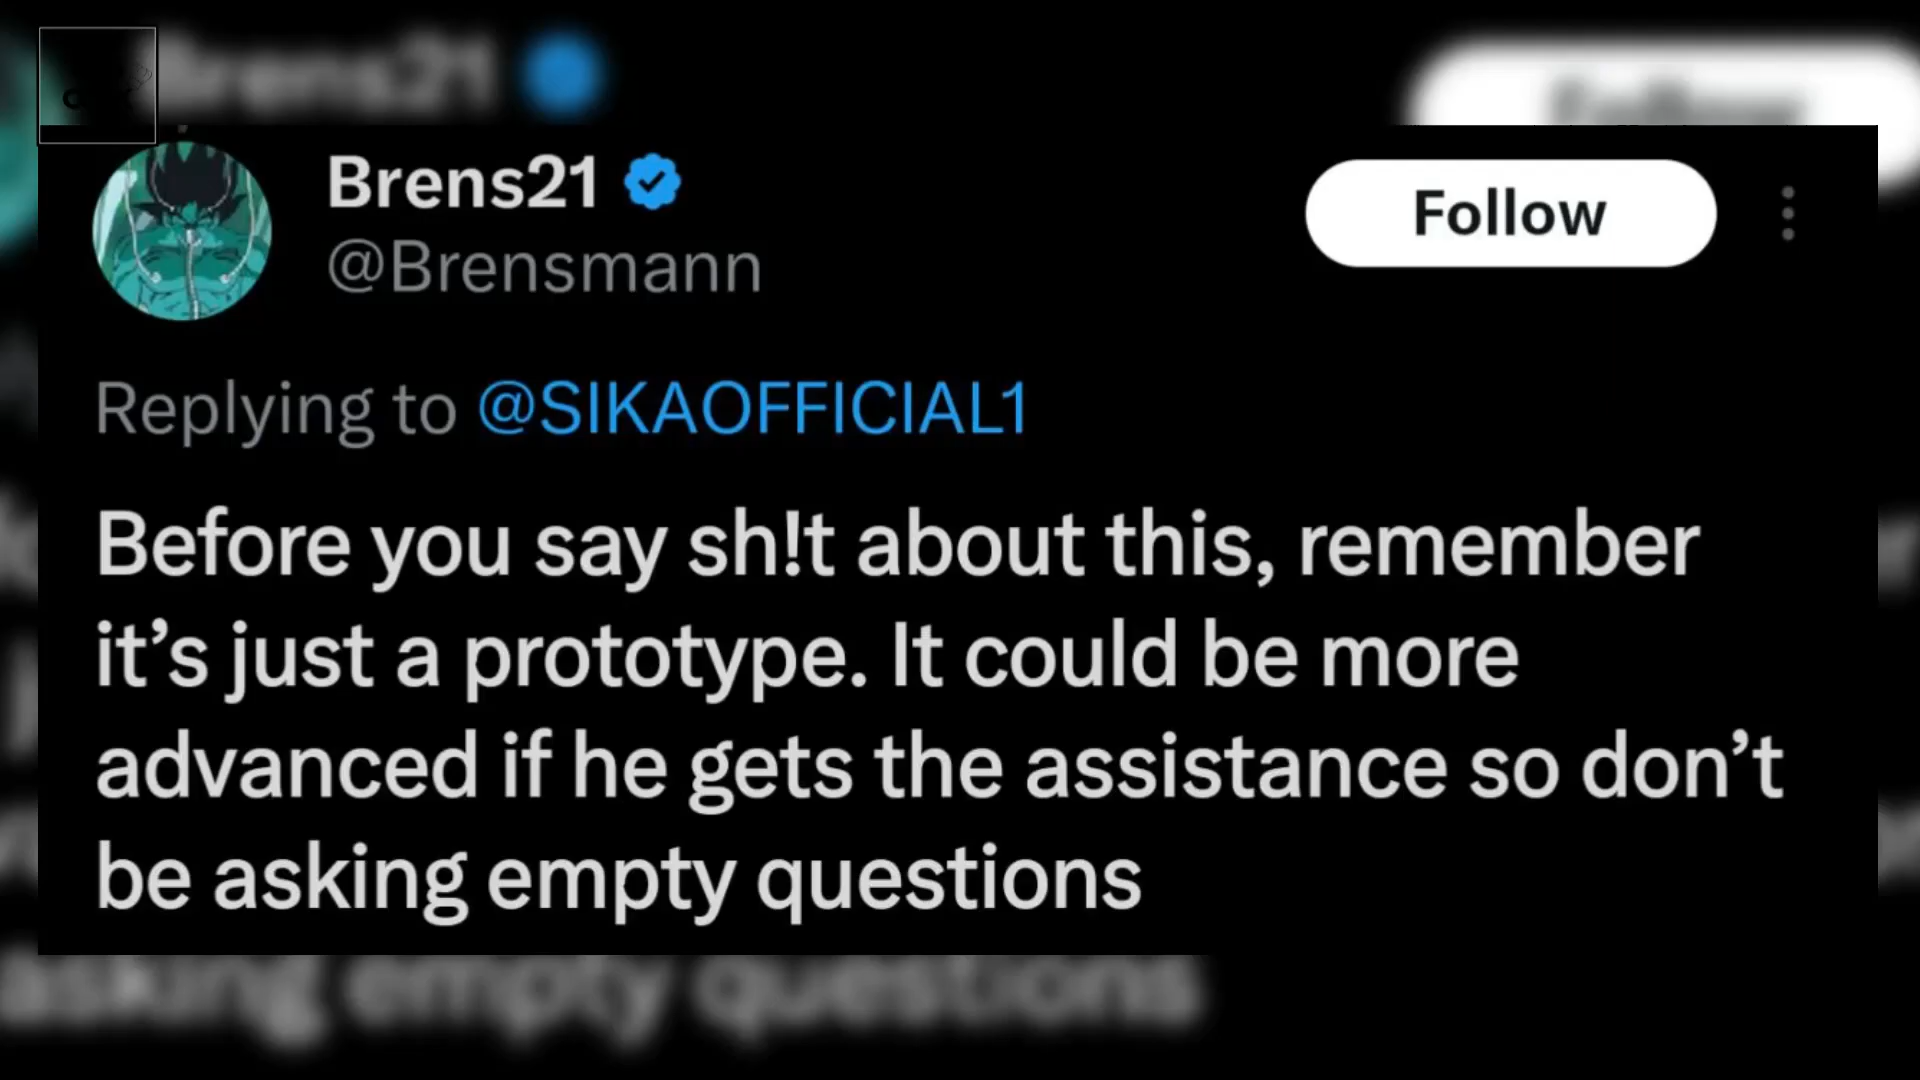 Brens21
Follow
@Brensmann
Replying to @SIKAOFFICIAL1
Before you say sh!t about this, remember
it’s just a prototype. It could be more
advanced if he gets the assistance so don’t
be asking empty questions